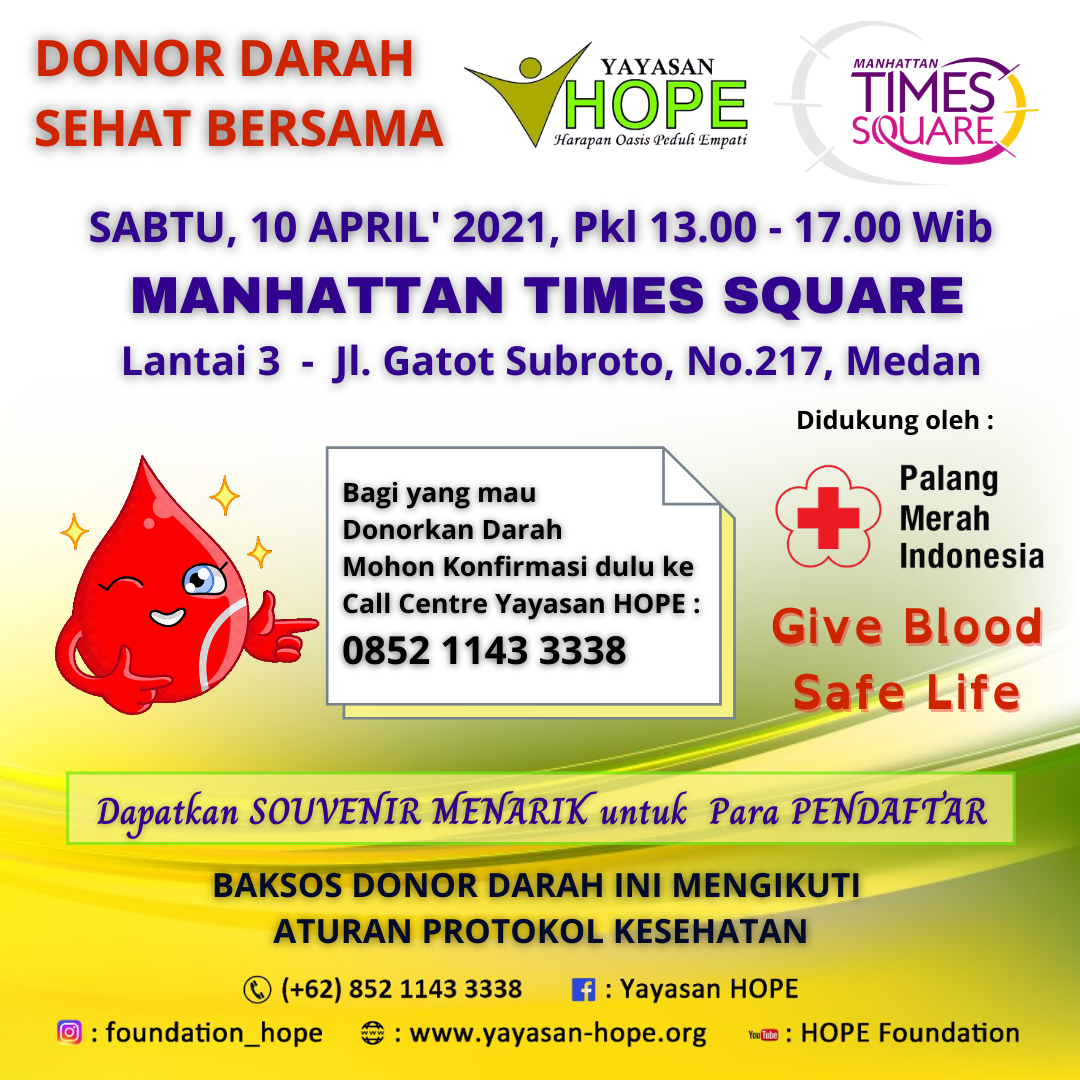 DONOR DARAH
SEHAT BERSAMA
YAYASAN
HOPE
Harapan Oasis Peduli Empati
MANHATTAN
TIMES
SQUARE
SABTU, 10 APRIL' 2021, Pkl 13.00 - 17.00 Wib
MANHATTAN TIMES SQUARE
Lantai 3 - Jl. Gatot Subroto, No.217, Medan
Didukung oleh :
Palang
Merah
Indonesia
Give Blood
Safe Life
Bagi yang mau
Donorkan Darah
Mohon Konfirmasi dulu ke
Call Centre Yayasan HOPE :
0852 1143 3338
Dapatkan SOUVENIR MENARIK untuk Para PENDAFTAR
BAKSOS DONOR DARAH INI MENGIKUTI
ATURAN PROTOKOL KESEHATAN
(+62) 852 1143 3338 : Yayasan HOPE
: foundation_hope : www.yayasan-hope.org YouTube : HOPE Foundation